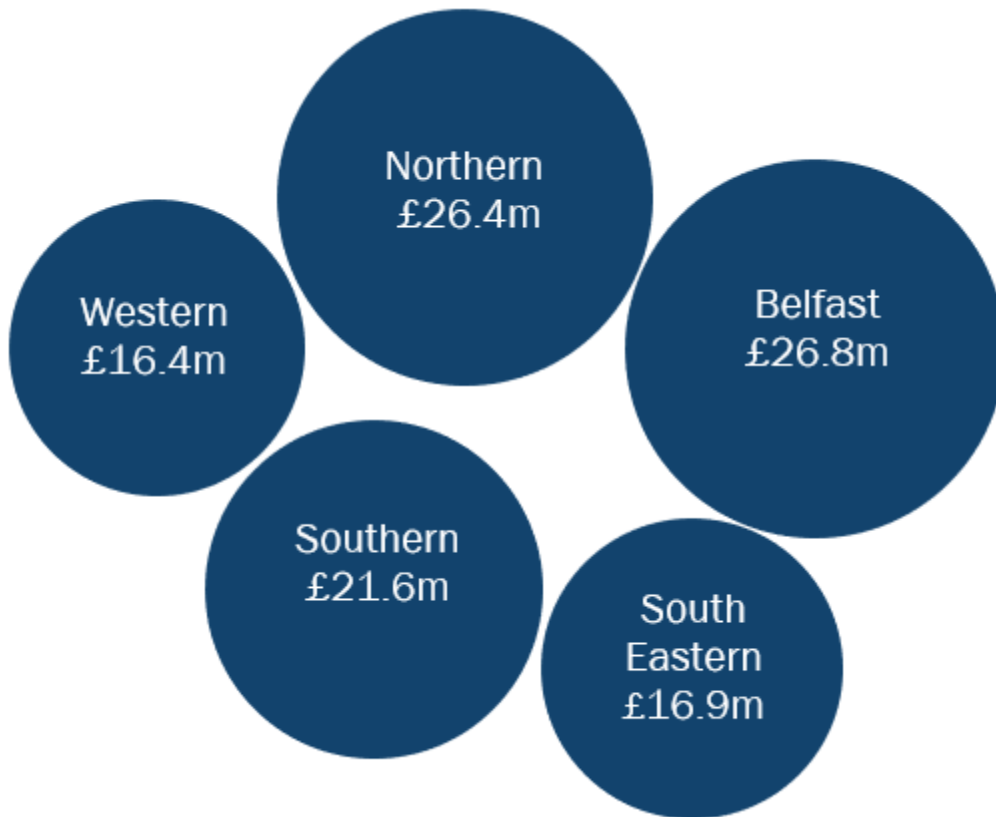 Northern
£26.4m
Western
£16.4m
Belfast
£26.8m
Southern
£21.6m
South
Eastern
£16.9m